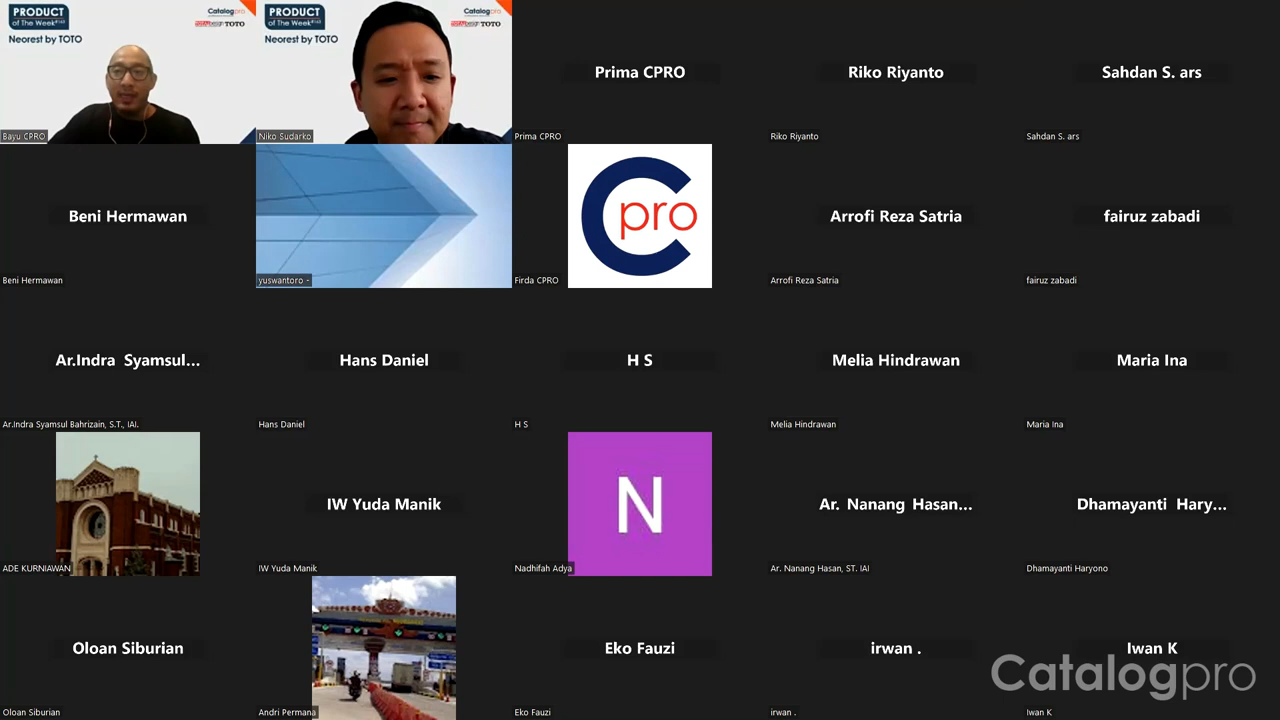 PRODUCT
of The Week#163
Catalogpro
TOTO
Neorest by TOTO
Bayu CPRO
PRODUCT
of The Week#163
Catalogpro
TOTO
Neorest by TOTO
Niko Sudarko
Prima CPRO
Prima CPRO
Riko Riyanto
Riko Riyanto
Sahdan S. ars
Sahdan S. ars
Beni Hermawan
Beni Hermawan
yuswantoro -
Cpro
Firda CPRO
Arrofi Reza Satria
Arrofi Reza Satria
fairuz zabadi
fairuz zabadi
Ar.Indra Syamsul...
Ar.Indra Syamsul Bahrizain, S.T., IAI.
Hans Daniel
Hans Daniel
H S
H S
Melia Hindrawan
Melia Hindrawan
Maria Ina
Maria Ina
ADE KURNIAWAN
IW Yuda Manik
IW Yuda Manik
N
Nadhifah Adya
Ar. Nanang Hasan...
Ar. Nanang Hasan, ST. IAI
Dhamayanti Hary...
Dhamayanti Haryono
Oloan Siburian
Oloan Siburian
Andri Permana
Eko Fauzi
Eko Fauzi
irwan .
irwan .
Iwan K
Iwan K
Catalogpro